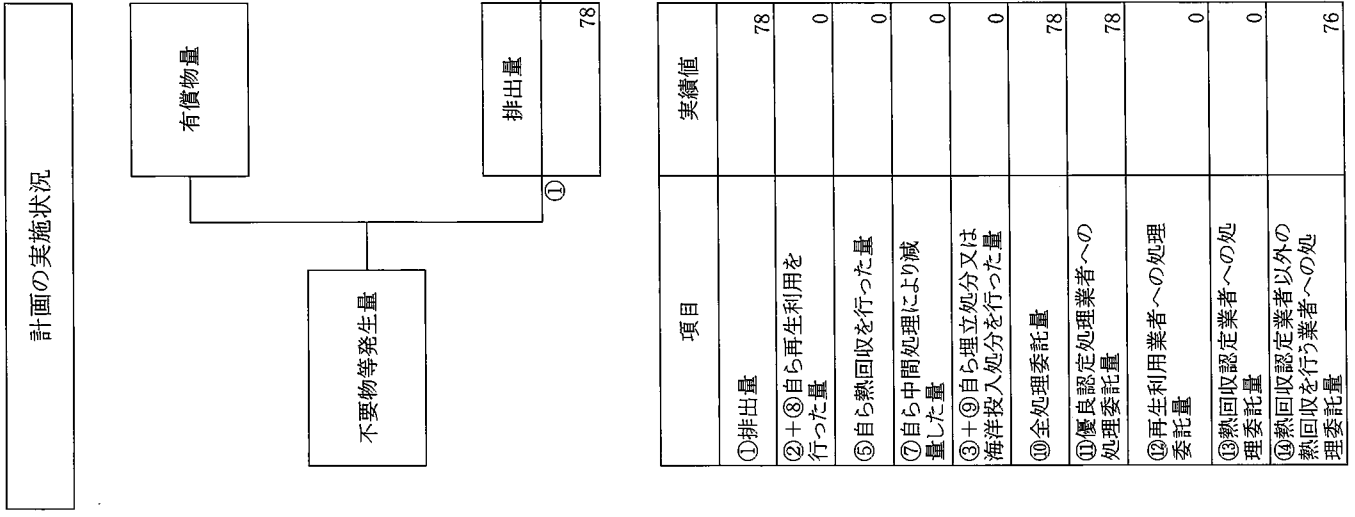 計画の実施状況
不要物等発生量
有償物量
①
排出量
78
項目 実績値
①排出量 78
②+⑧自ら再生利用を
行った量 0
⑤自ら熱回収を行った量 0
⑦自ら中間処理により減
量した量 0
③+⑨自ら埋立処分又は
海洋投入処分を行った量 0
⑩全処理委託量 78
⑪優良認定処理業者への
処理委託量 78
⑫再生利用業者への処理
委託量 0
⑬熱回収認定業者への処
理委託量 0
⑭熱回収認定業者以外の
熱回収を行う業者への処
理委託量 76